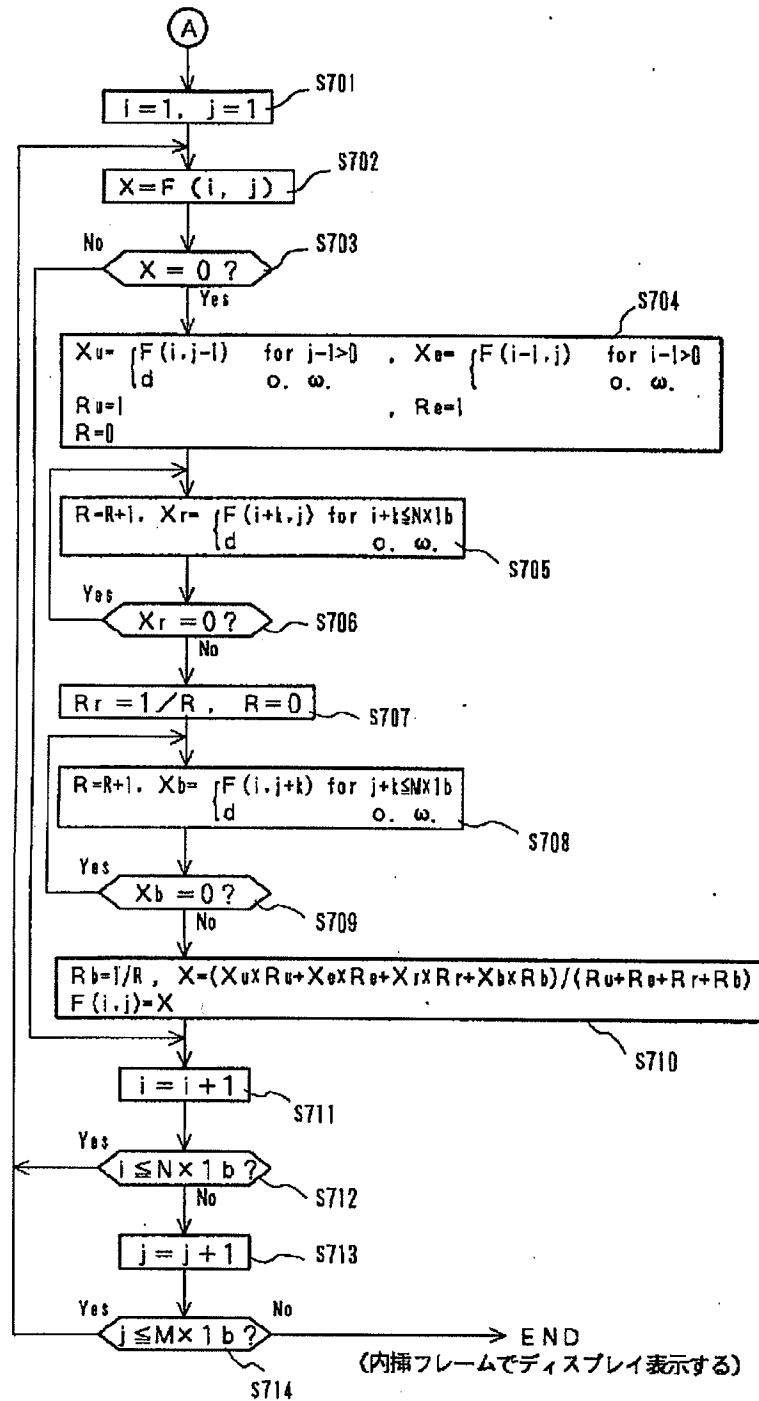 A
i=1, j=1
S701
X=F (i, j)
S702
No
X = 0 ?
S703
Yes
S704
Xu= { F(i,j-1) for j-1>0 , Xe= { F(i-1,j) for i-1>0
d o. ω. o. ω.
Ru=1 , Re=1
R=0
R=R+1. Xr= { F(i+k,j) for i+k≦N×1b
d o. ω.
S705
Yes
Xr =0 ?
S706
No
Rr =1／R , R=0
S707
R=R+1. Xb= { F(i,j+k) for j+k≦M×1b
d o. ω.
S708
Yes
Xb =0 ?
S709
No
Rb=1/R , X=(Xu×Ru+Xe×Re+Xr×Rr+Xb×Rb)/(Ru+Re+Rr+Rb)
F(i,j)=X
S710
i = i + 1
S711
Yes
i ≦N× 1 b ?
S712
No
j = j + 1
S713
Yes
j ≦M× 1 b ?
No
END
S714
(内挿フレームでディスプレイ表示する)